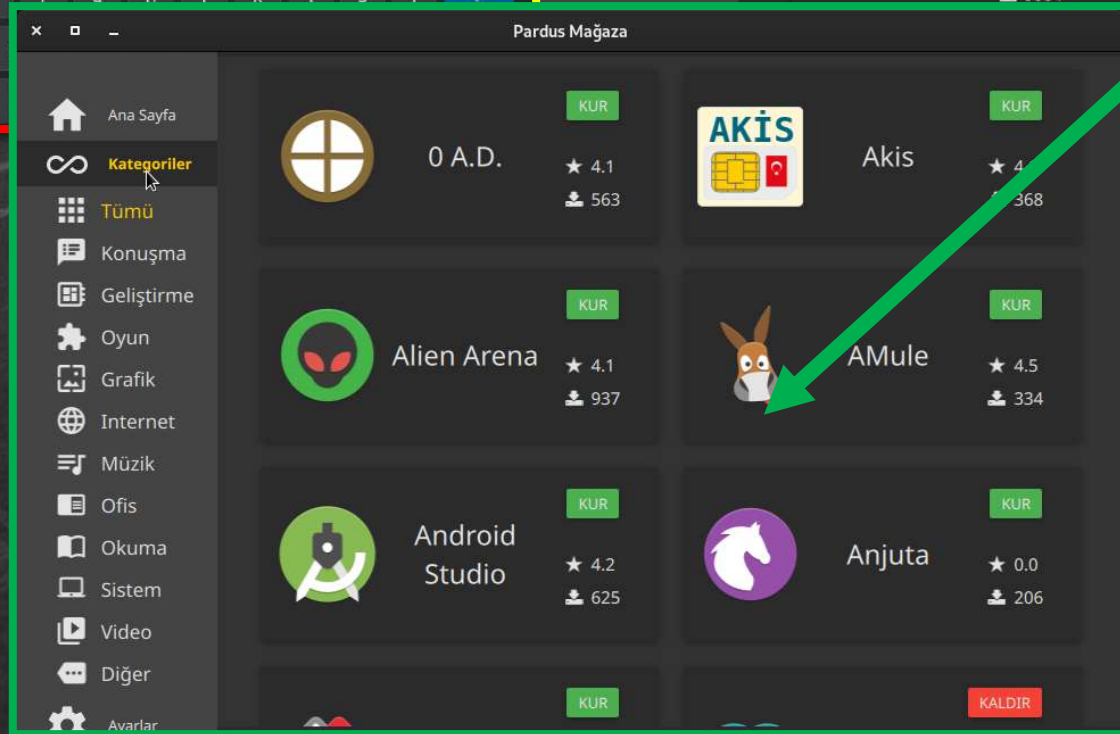 Pardus Mağaza
Ana Sayfa
Kategoriler
Tümü
Konuşma
Geliştirme
Oyun
Grafik
Internet
Müzik
Ofis
Okuma
Sistem
Video
Diğer
Ayarlar
0 A.D.
KUR
4.1
563
AKİS
Akis
KUR
368
Alien Arena
KUR
4.1
937
AMule
KUR
4.5
334
Android
Studio
KUR
4.2
625
Anjuta
KUR
0.0
206
KUR
KALDIR